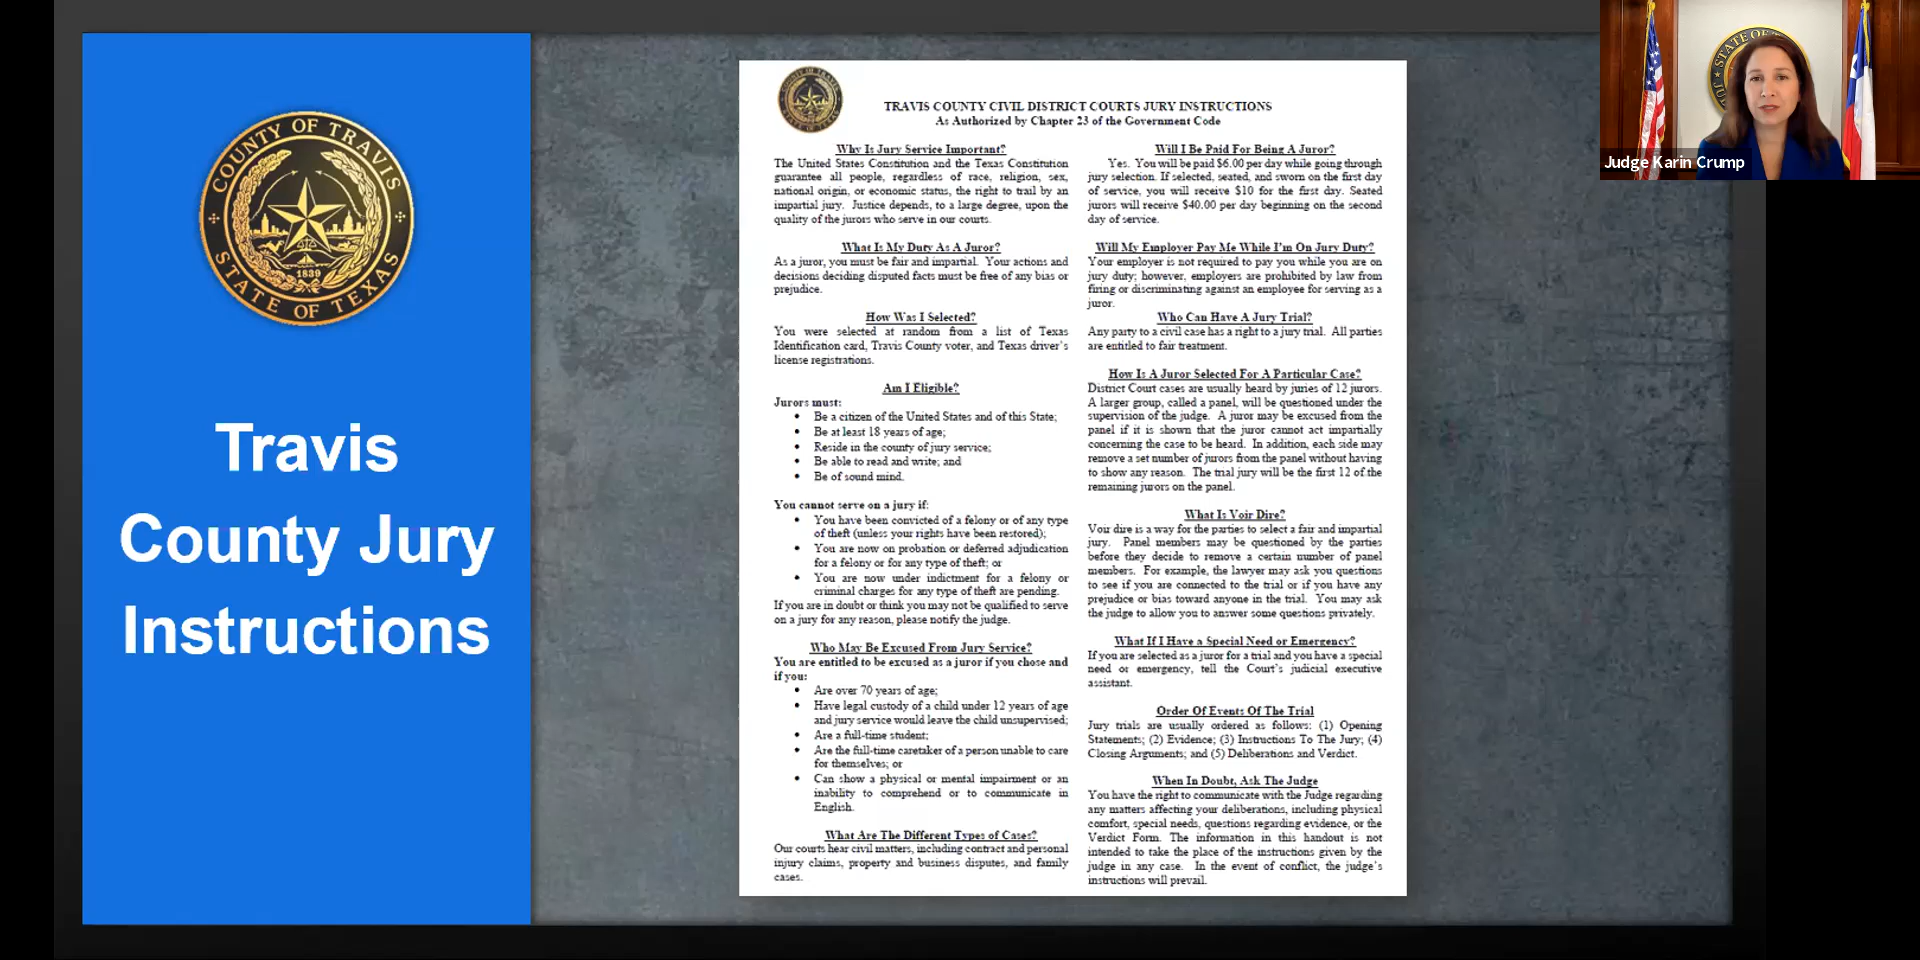 COUNTY OF TRAVIS
1839
STATE OF TEXAS
Travis
County Jury
Instructions
TRAVIS COUNTY CIVIL DISTRICT COURTS JURY INSTRUCTIONS
As Authorized by Chapter 23 of the Government Code
Why Is Jury Service Important?
The United States Constitution and the Texas Constitution
guarantee all people, regardless of race, religion, sex,
national origin, or economic status, the right to trail by an
impartial jury. Justice depends, to a large degree, upon the
quality of the jurors who serve in our courts.
What Is My Duty As A Juror?
As a juror, you must be fair and impartial. Your actions and
decisions deciding disputed facts must be free of any bias or
prejudice.
How Was I Selected?
You were selected at random from a list of Texas
Identification card, Travis County voter, and Texas driver's
license registrations.
Am I Eligible?
Jurors must:
• Be a citizen of the United States and of this State;
• Be at least 18 years of age;
• Reside in the county of jury service;
• Be able to read and write; and
• Be of sound mind.
You cannot serve on a jury if:
• You have been convicted of a felony or of any type
of theft (unless your rights have been restored);
• You are now on probation or deferred adjudication
for a felony or for any type of theft; or
• You are now under indictment for a felony or
criminal charges for any type of theft are pending.
If you are in doubt or think you may not be qualified to serve
on a jury for any reason, please notify the judge.
Who May Be Excused From Jury Service?
You are entitled to be excused as a juror if you chose and
if you:
• Are over 70 years of age;
• Have legal custody of a child under 12 years of age
and jury service would leave the child unsupervised;
• Are a full-time student;
• Are the full-time caretaker of a person unable to care
for themselves; or
• Can show a physical or mental impairment or an
inability to comprehend or to communicate in
English.
What Are The Different Types of Cases?
Our courts hear civil matters, including contract and personal
injury claims, property and business disputes, and family
cases.
Will I Be Paid For Being A Juror?
Yes. You will be paid $6.00 per day while going through
jury selection. If selected, seated, and sworn on the first day
of service, you will receive $10 for the first day. Seated
jurors will receive $40.00 per day beginning on the second
day of service.
Will My Employer Pay Me While I'm On Jury Duty?
Your employer is not required to pay you while you are on
jury duty; however, employers are prohibited by law from
firing or discriminating against an employee for serving as a
juror.
Who Can Have A Jury Trial?
Any party to a civil case has a right to a jury trial. All parties
are entitled to fair treatment.
How Is A Juror Selected For A Particular Case?
District Court cases are usually heard by juries of 12 jurors.
A larger group, called a panel, will be questioned under the
supervision of the judge. A juror may be excused from the
panel if it is shown that the juror cannot act impartially
concerning the case to be heard. In addition, each side may
remove a set number of jurors from the panel without having
to show any reason. The trial jury will be the first 12 of the
remaining jurors on the panel.
What Is Voir Dire?
Voir dire is a way for the parties to select a fair and impartial
jury. Panel members may be questioned by the parties
before they decide to remove a certain number of panel
members. For example, the lawyer may ask you questions
to see if you are connected to the trial or if you have any
prejudice or bias toward anyone in the trial. You may ask
the judge to allow you to answer some questions privately.
What If I Have a Special Need or Emergency?
If you are selected as a juror for a trial and you have a special
need or emergency, tell the Court's judicial executive
assistant.
Order Of Events Of The Trial
Jury trials are usually ordered as follows: (1) Opening
Statements; (2) Evidence; (3) Instructions To The Jury; (4)
Closing Arguments; and (5) Deliberations and Verdict.
When In Doubt, Ask The Judge
You have the right to communicate with the Judge regarding
any matters affecting your deliberations, including physical
comfort, special needs, questions regarding evidence, or the
Verdict Form. The information in this handout is not
intended to take the place of the instructions given by the
judge in any case. In the event of conflict, the judge's
instructions will prevail.
STATE OF
Judge Karin Crump